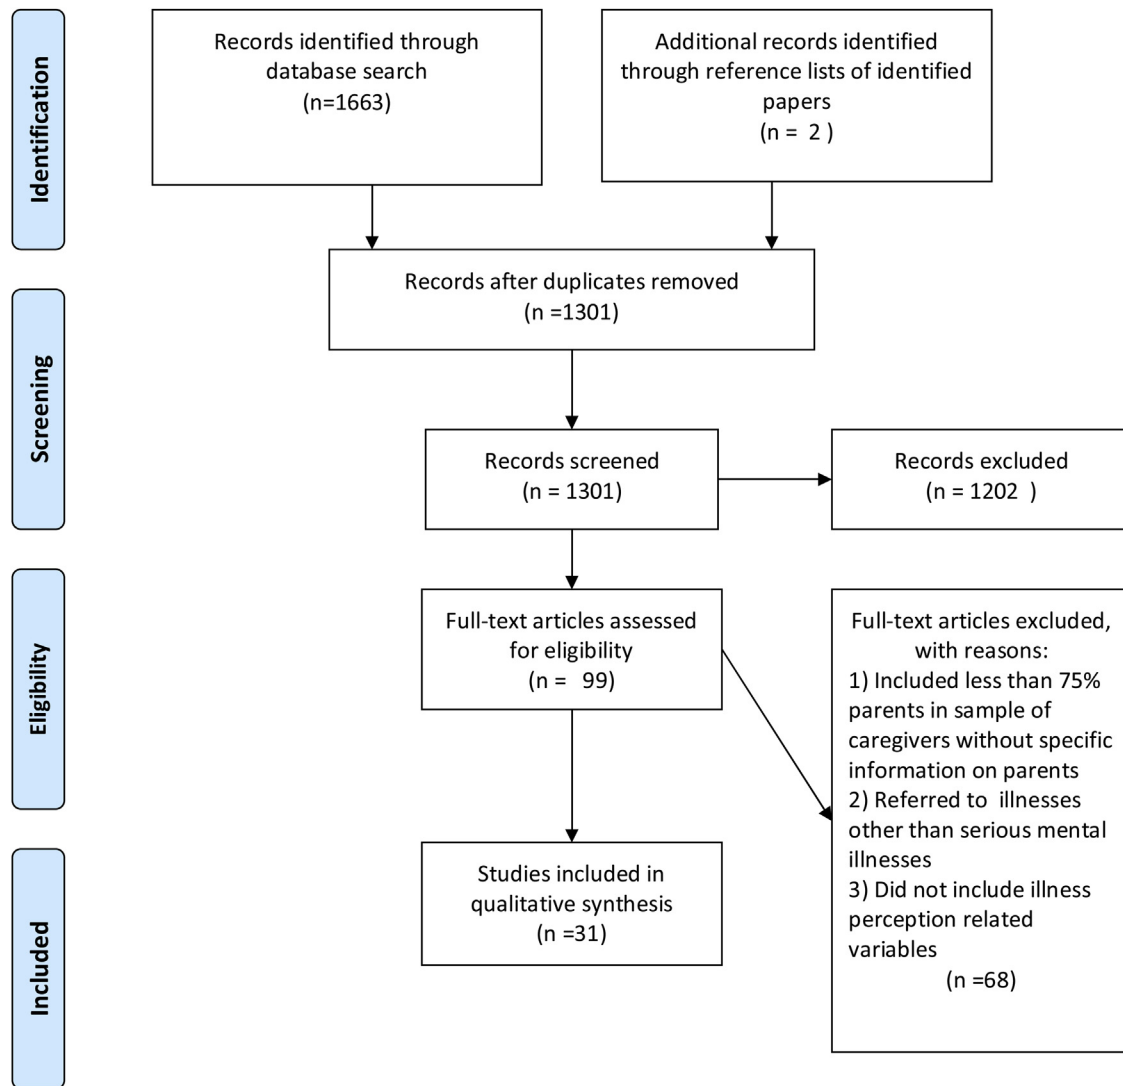 Identification
Records identified through
database search
(n=1663)
Additional records identified
through reference lists of identified
papers
(n = 2 )
Records after duplicates removed
(n =1301)
Screening
Records screened
(n = 1301)
Records excluded
(n = 1202 )
Eligibility
Full-text articles assessed
for eligibility
(n = 99)
Full-text articles excluded,
with reasons:
1) Included less than 75%
parents in sample of
caregivers without specific
information on parents
2) Referred to illnesses
other than serious mental
illnesses
3) Did not include illness
perception related
variables
(n =68)
Included
Studies included in
qualitative synthesis
(n =31)